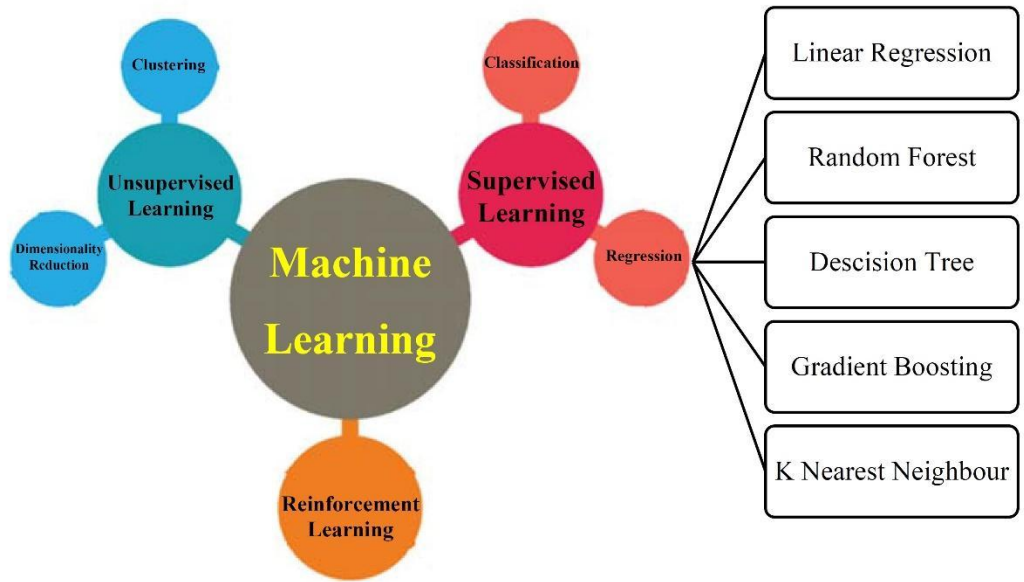 Clustering
Unsupervised
Learning
Dimensionality
Reduction
Machine
Learning
Classification
Supervised
Learning
Regression
Reinforcement
Learning
Linear Regression
Random Forest
Descision Tree
Gradient Boosting
K Nearest Neighbour